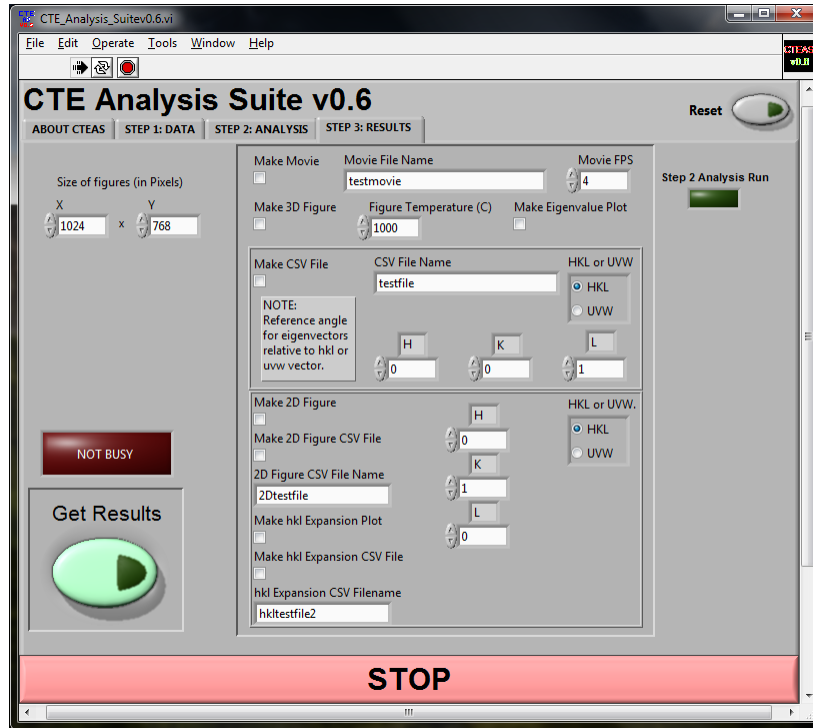 CTE_Analysis_Suitev0.6.vi
File Edit Operate Tools Window Help
CTEAS
v0.11
CTE Analysis Suite v0.6
Reset
ABOUT CTEAS STEP 1: DATA STEP 2: ANALYSIS STEP 3: RESULTS
Size of figures (in Pixels)
X Y
1024 x 768
Make Movie Movie File Name Movie FPS
testmovie 4
Make 3D Figure Figure Temperature (C) Make Eigenvalue Plot
1000
Step 2 Analysis Run
Make CSV File CSV File Name HKL or UVW
testfile
HKL
UVW
NOTE:
Reference angle
for eigenvectors
relative to hkl or
uvw vector.
H K L
0 0 1
Make 2D Figure
Make 2D Figure CSV File
2D Figure CSV File Name
2Dtestfile
Make hkl Expansion Plot
Make hkl Expansion CSV File
hkl Expansion CSV Filename
hkltestfile2
H
0
K
1
L
0
HKL or UVW.
HKL
UVW
NOT BUSY
Get Results
STOP